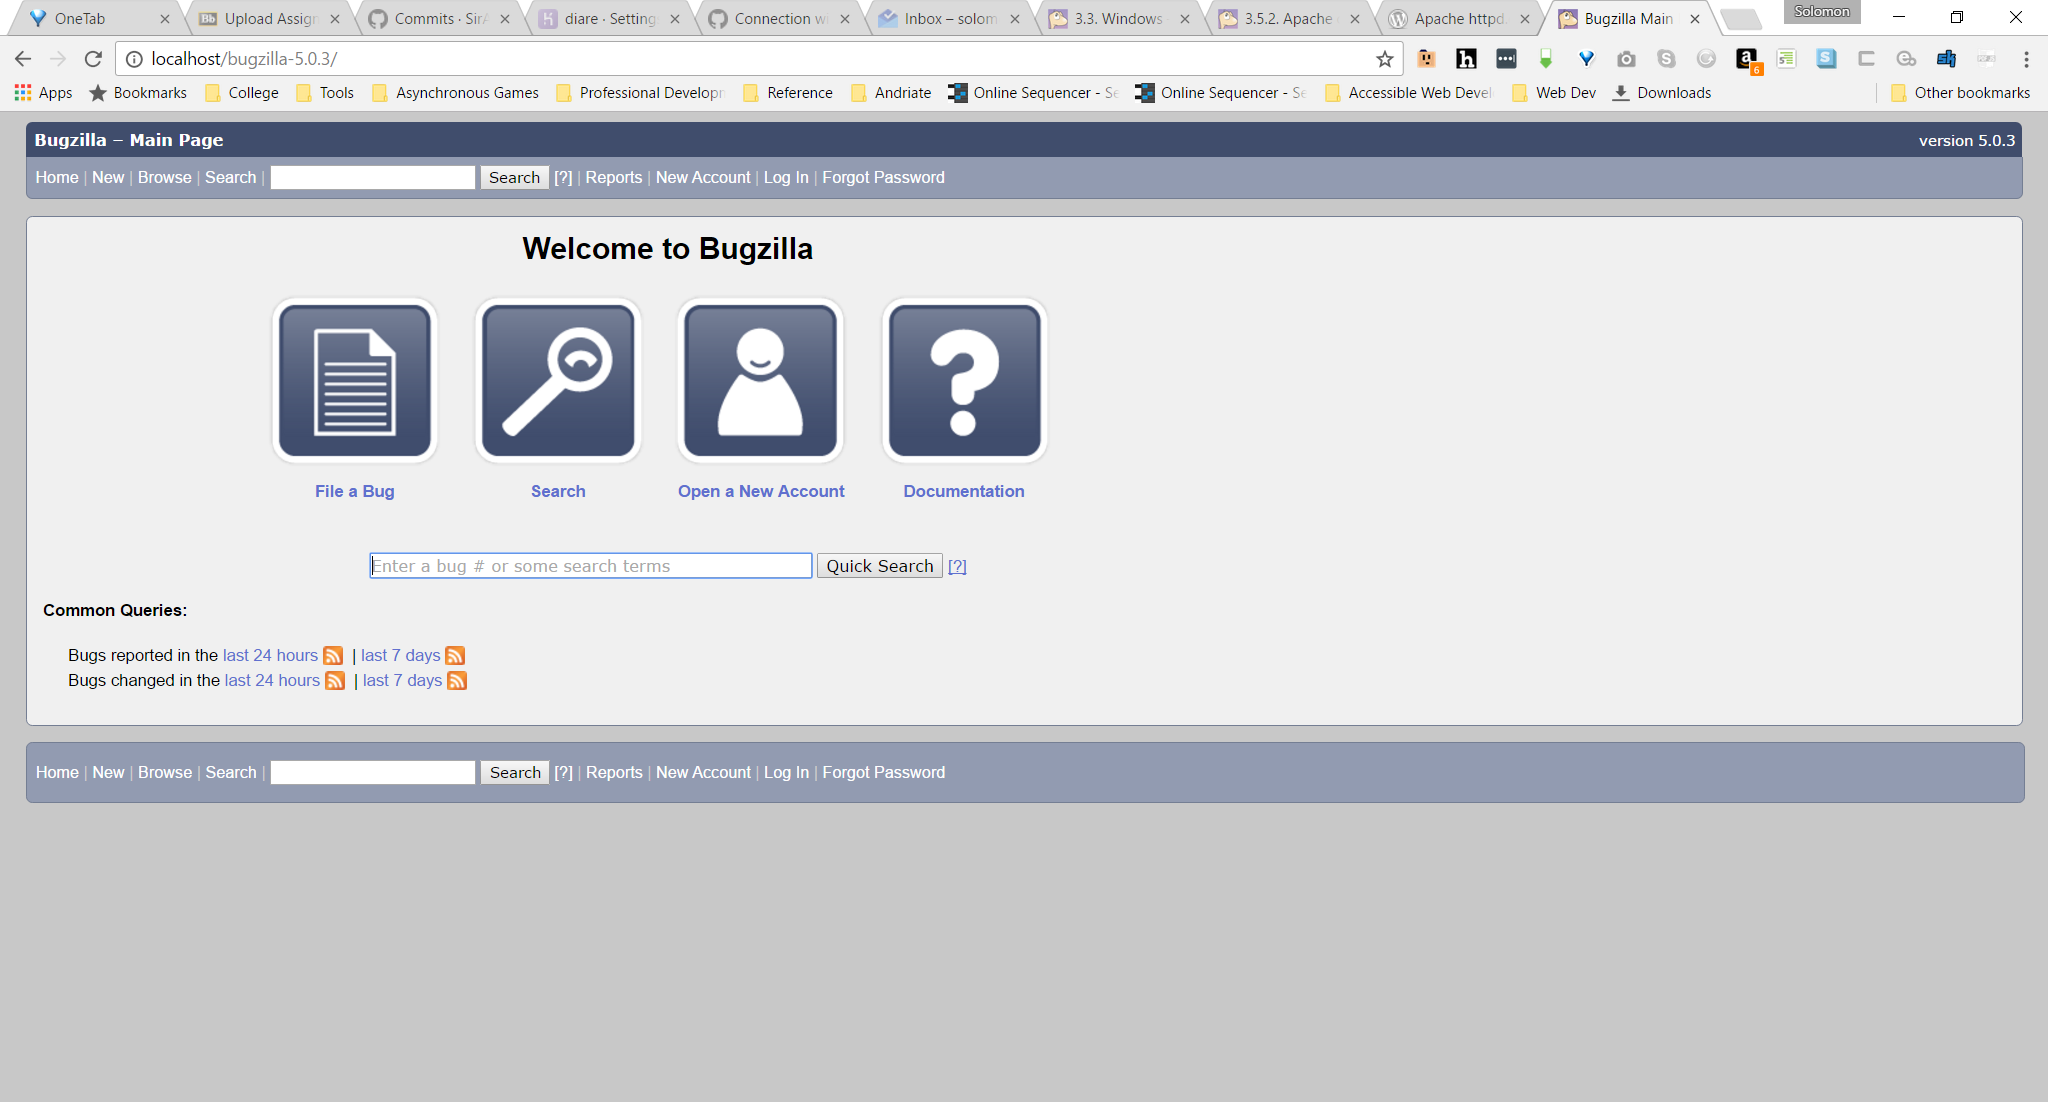 OneTab
Upload Assign
Commits · SirA
diare · Setting
Connection wi
Inbox – solom
3.3. Windows
3.5.2. Apache
Apache httpd.
Bugzilla Main
Solomon
localhost/bugzilla-5.0.3/
6
Apps
Bookmarks
College
Tools
Asynchronous Games
Professional Developm
Reference
Andriate
Online Sequencer - Se
Online Sequencer - Se
Accessible Web Devel
Web Dev
Downloads
Other bookmarks
Bugzilla – Main Page
version 5.0.3
Home | New | Browse | Search | Search [?] | Reports | New Account | Log In | Forgot Password
Welcome to Bugzilla
File a Bug
Search
Open a New Account
Documentation
Enter a bug # or some search terms
Quick Search [?]
Common Queries:
Bugs reported in the last 24 hours | last 7 days
Bugs changed in the last 24 hours | last 7 days
Home | New | Browse | Search | Search [?] | Reports | New Account | Log In | Forgot Password